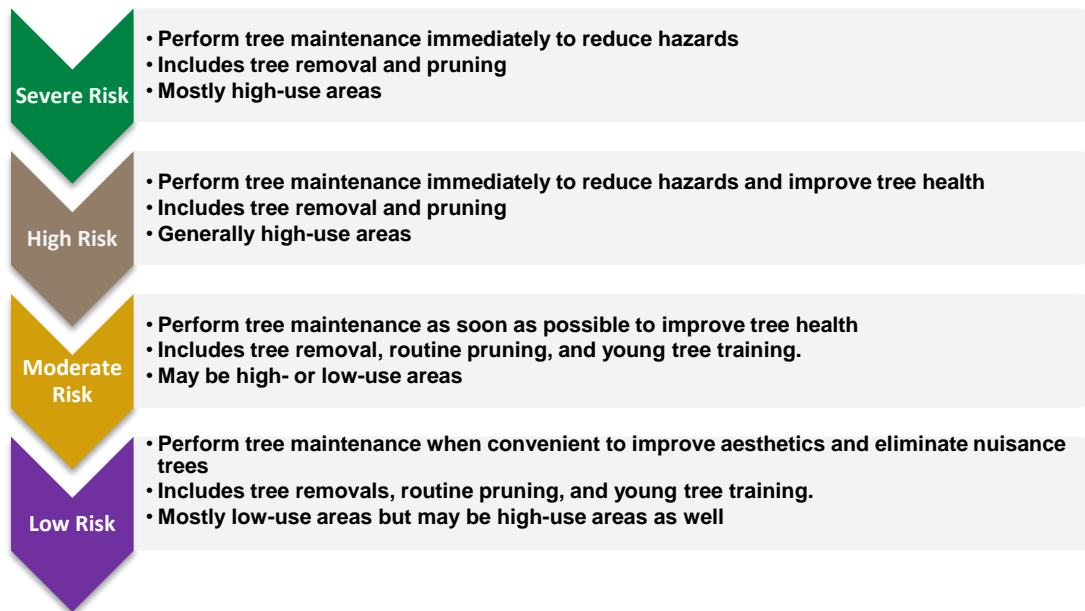 Severe Risk
• Perform tree maintenance immediately to reduce hazards
• Includes tree removal and pruning
• Mostly high-use areas
High Risk
• Perform tree maintenance immediately to reduce hazards and improve tree health
• Includes tree removal and pruning
• Generally high-use areas
Moderate
Risk
• Perform tree maintenance as soon as possible to improve tree health
• Includes tree removal, routine pruning, and young tree training.
• May be high- or low-use areas
Low Risk
• Perform tree maintenance when convenient to improve aesthetics and eliminate nuisance
trees
• Includes tree removals, routine pruning, and young tree training.
• Mostly low-use areas but may be high-use areas as well